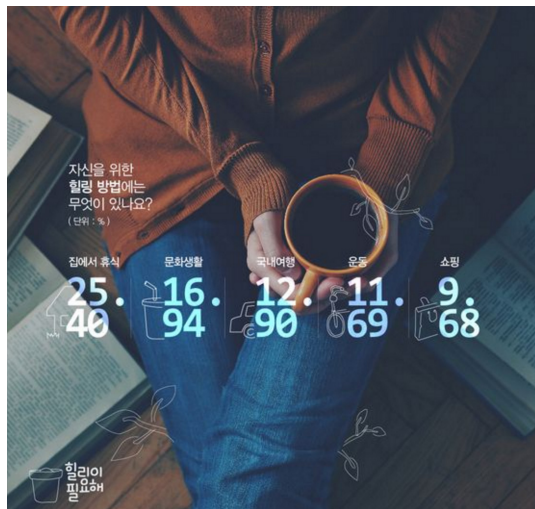 자신을 위한
힐링 방법에는
무엇이 있나요?
( 단위 : % )
집에서 휴식 문화생활 국내여행 운동 쇼핑
25. 16. 12. 11. 9.
40 94 90 69 68
힐링이
필요해